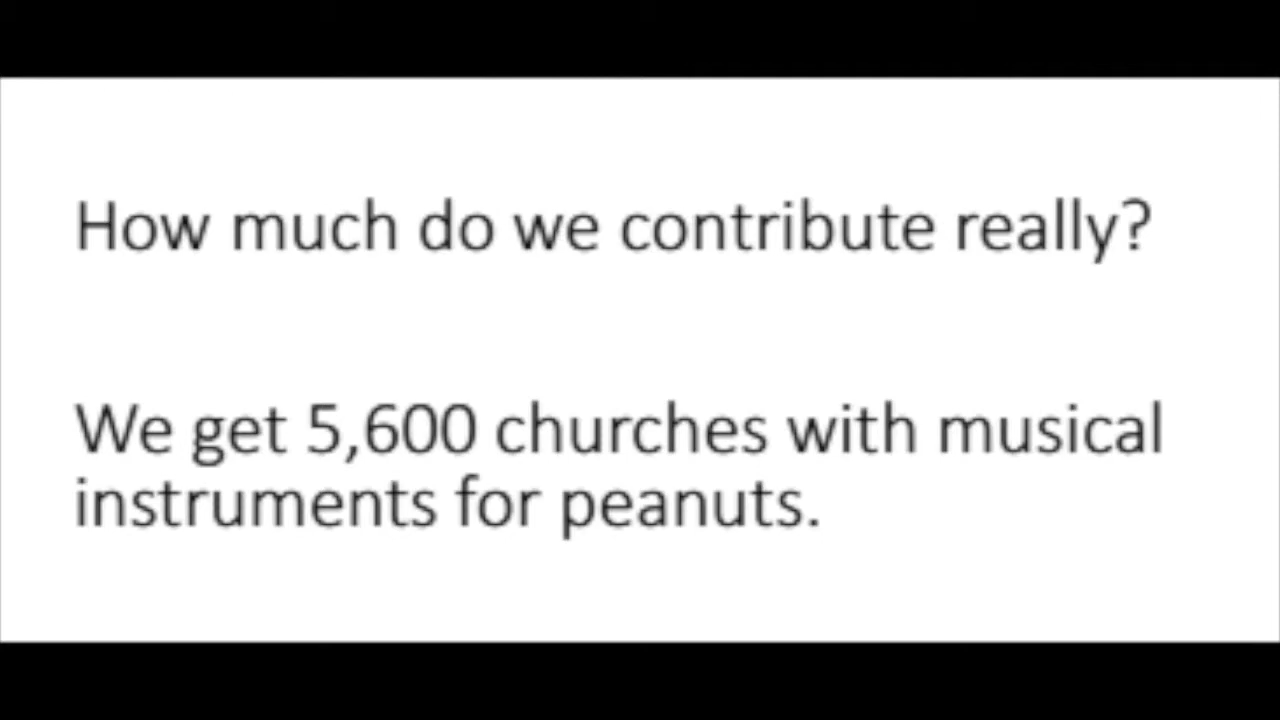 How much do we contribute really?
We get 5,600 churches with musical
instruments for peanuts.